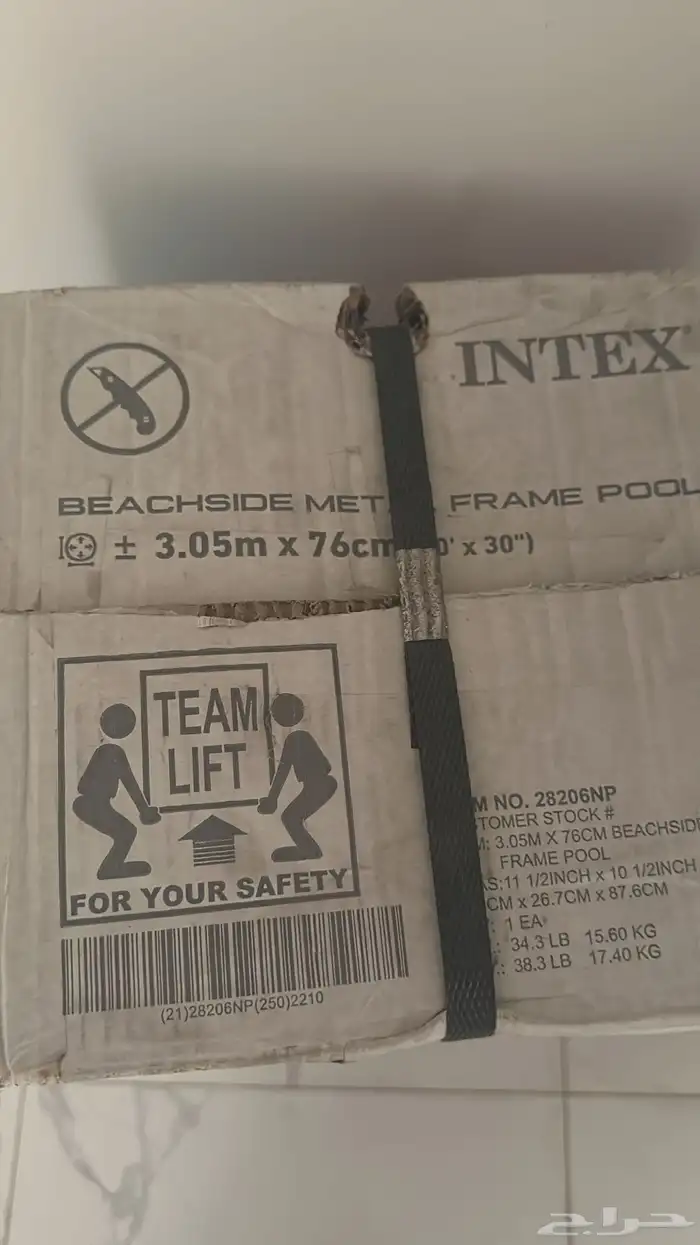 INTEX
BEACHSIDE MET FRAME POOL
± 3.05m x 76cm 0' x 30")
TEAM
LIFT
FOR YOUR SAFETY
(21)28206NP(250)2210
M NO. 28206NP
TOMER STOCK #
M: 3.05M X 76CM BEACHSIDE
FRAME POOL
S:11 1/2INCH x 10 1/2INCH
CM x 26.7CM x 87.6CM
: 1 EA
.: 34.3 LB 15.60 KG
.: 38.3 LB 17.40 KG
حراج